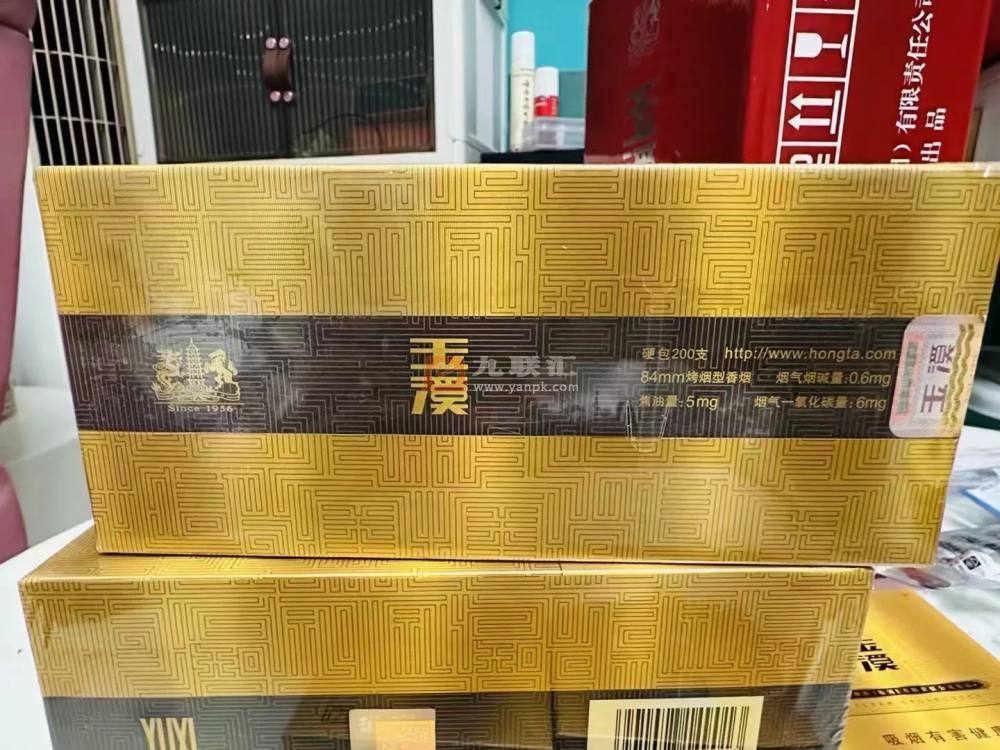 有限责任公司
出品
玉溪
九联汇
www.yanpk.com
Since 1956
硬包200支 http://www.hongta.com
84mm烤烟型香烟 烟气烟碱量:0.6mg
焦油量:5mg 烟气一氧化碳量:6mg
YUXI
吸烟有害健